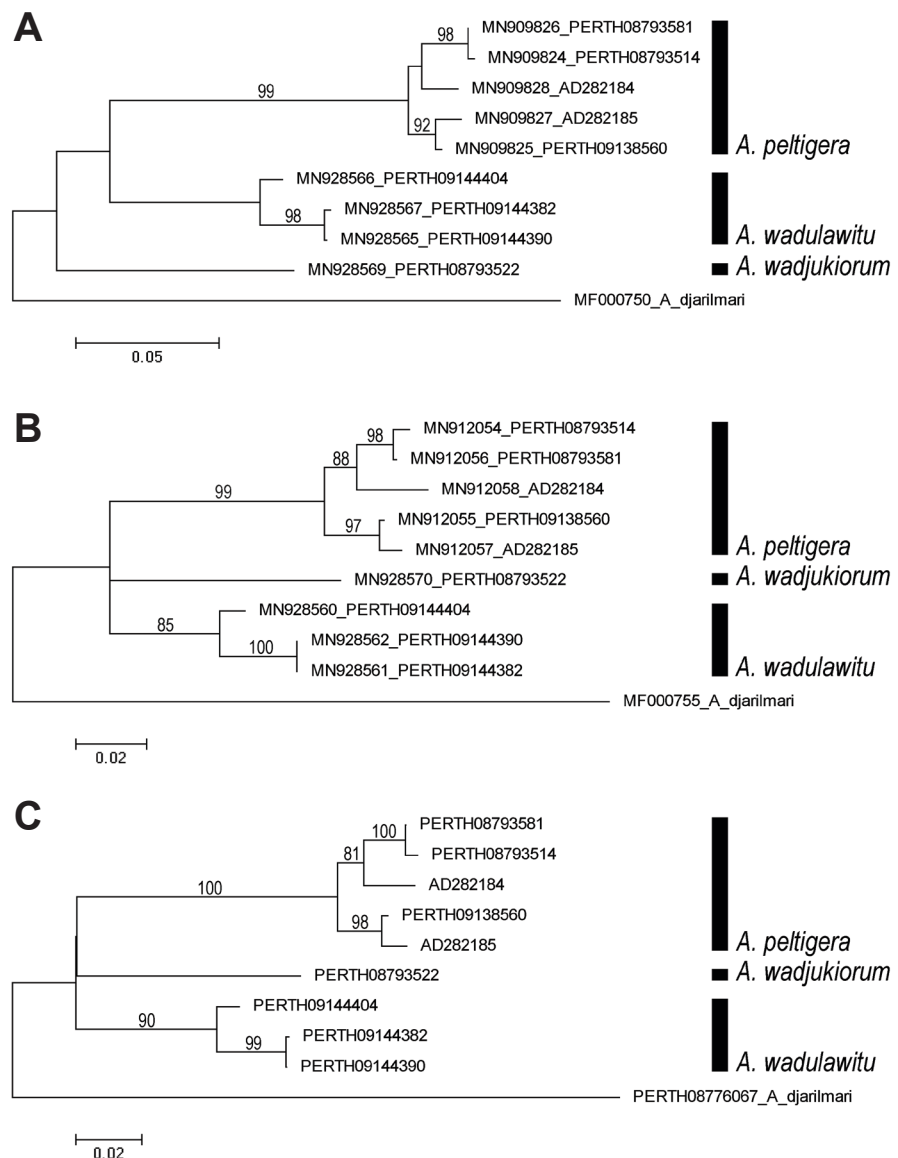 A
98
MN909826_PERTH08793581
MN909824_PERTH08793514
99
MN909828_AD282184
MN909827_AD282185
92
MN909825_PERTH09138560
A. peltigera
MN928566_PERTH09144404
MN928567_PERTH09144382
98
MN928565_PERTH09144390
A. wadulawitu
MN928569_PERTH08793522
A. wadjukiorum
MF000750_A_djarilmari
0.05
B
MN912054_PERTH08793514
98
MN912056_PERTH08793581
88
MN912058_AD282184
99
MN912055_PERTH09138560
97
MN912057_AD282185
A. peltigera
MN928570_PERTH08793522
A. wadjukiorum
MN928560_PERTH09144404
85
MN928562_PERTH09144390
100
MN928561_PERTH09144382
A. wadulawitu
MF000755_A_djarilmari
0.02
C
PERTH08793581
100
PERTH08793514
81
AD282184
100
PERTH09138560
98
AD282185
A. peltigera
PERTH08793522
A. wadjukiorum
PERTH09144404
90
PERTH09144382
99
PERTH09144390
A. wadulawitu
PERTH08776067_A_djarilmari
0.02